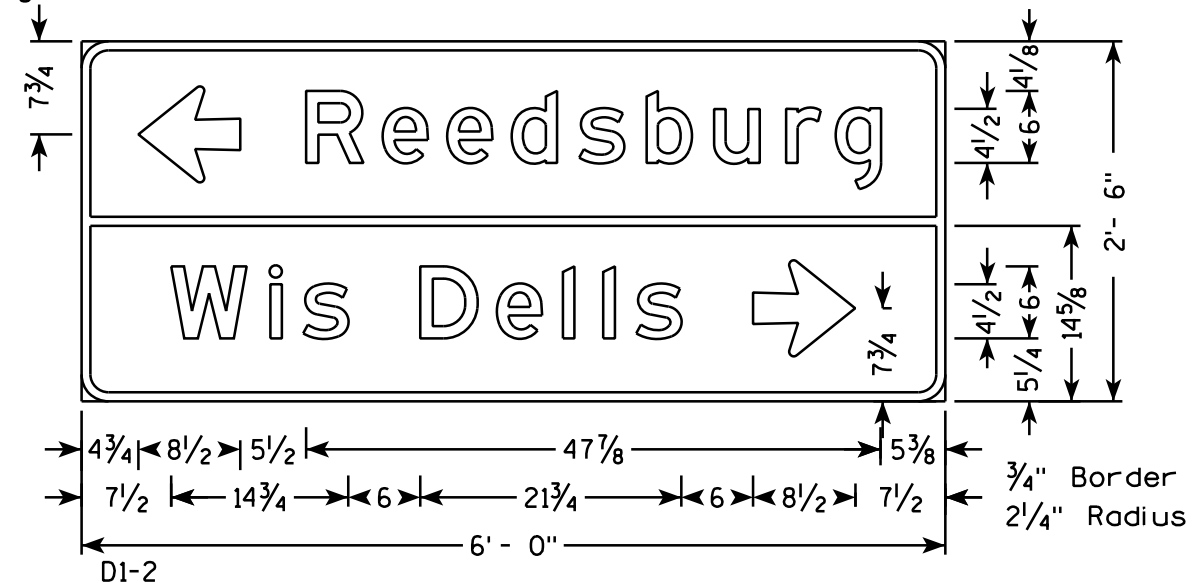 7¾
Reedsburg
4⅛
4½
6
2'- 6"
Wis Dells
7¾
4½
6
5¼
14⅝
4¾ 8½ 5½ 47⅞ 5⅜
7½ 14¾ 6 21¾ 6 8½ 7½
¾" Border
2¼" Radius
6' - 0"
D1-2